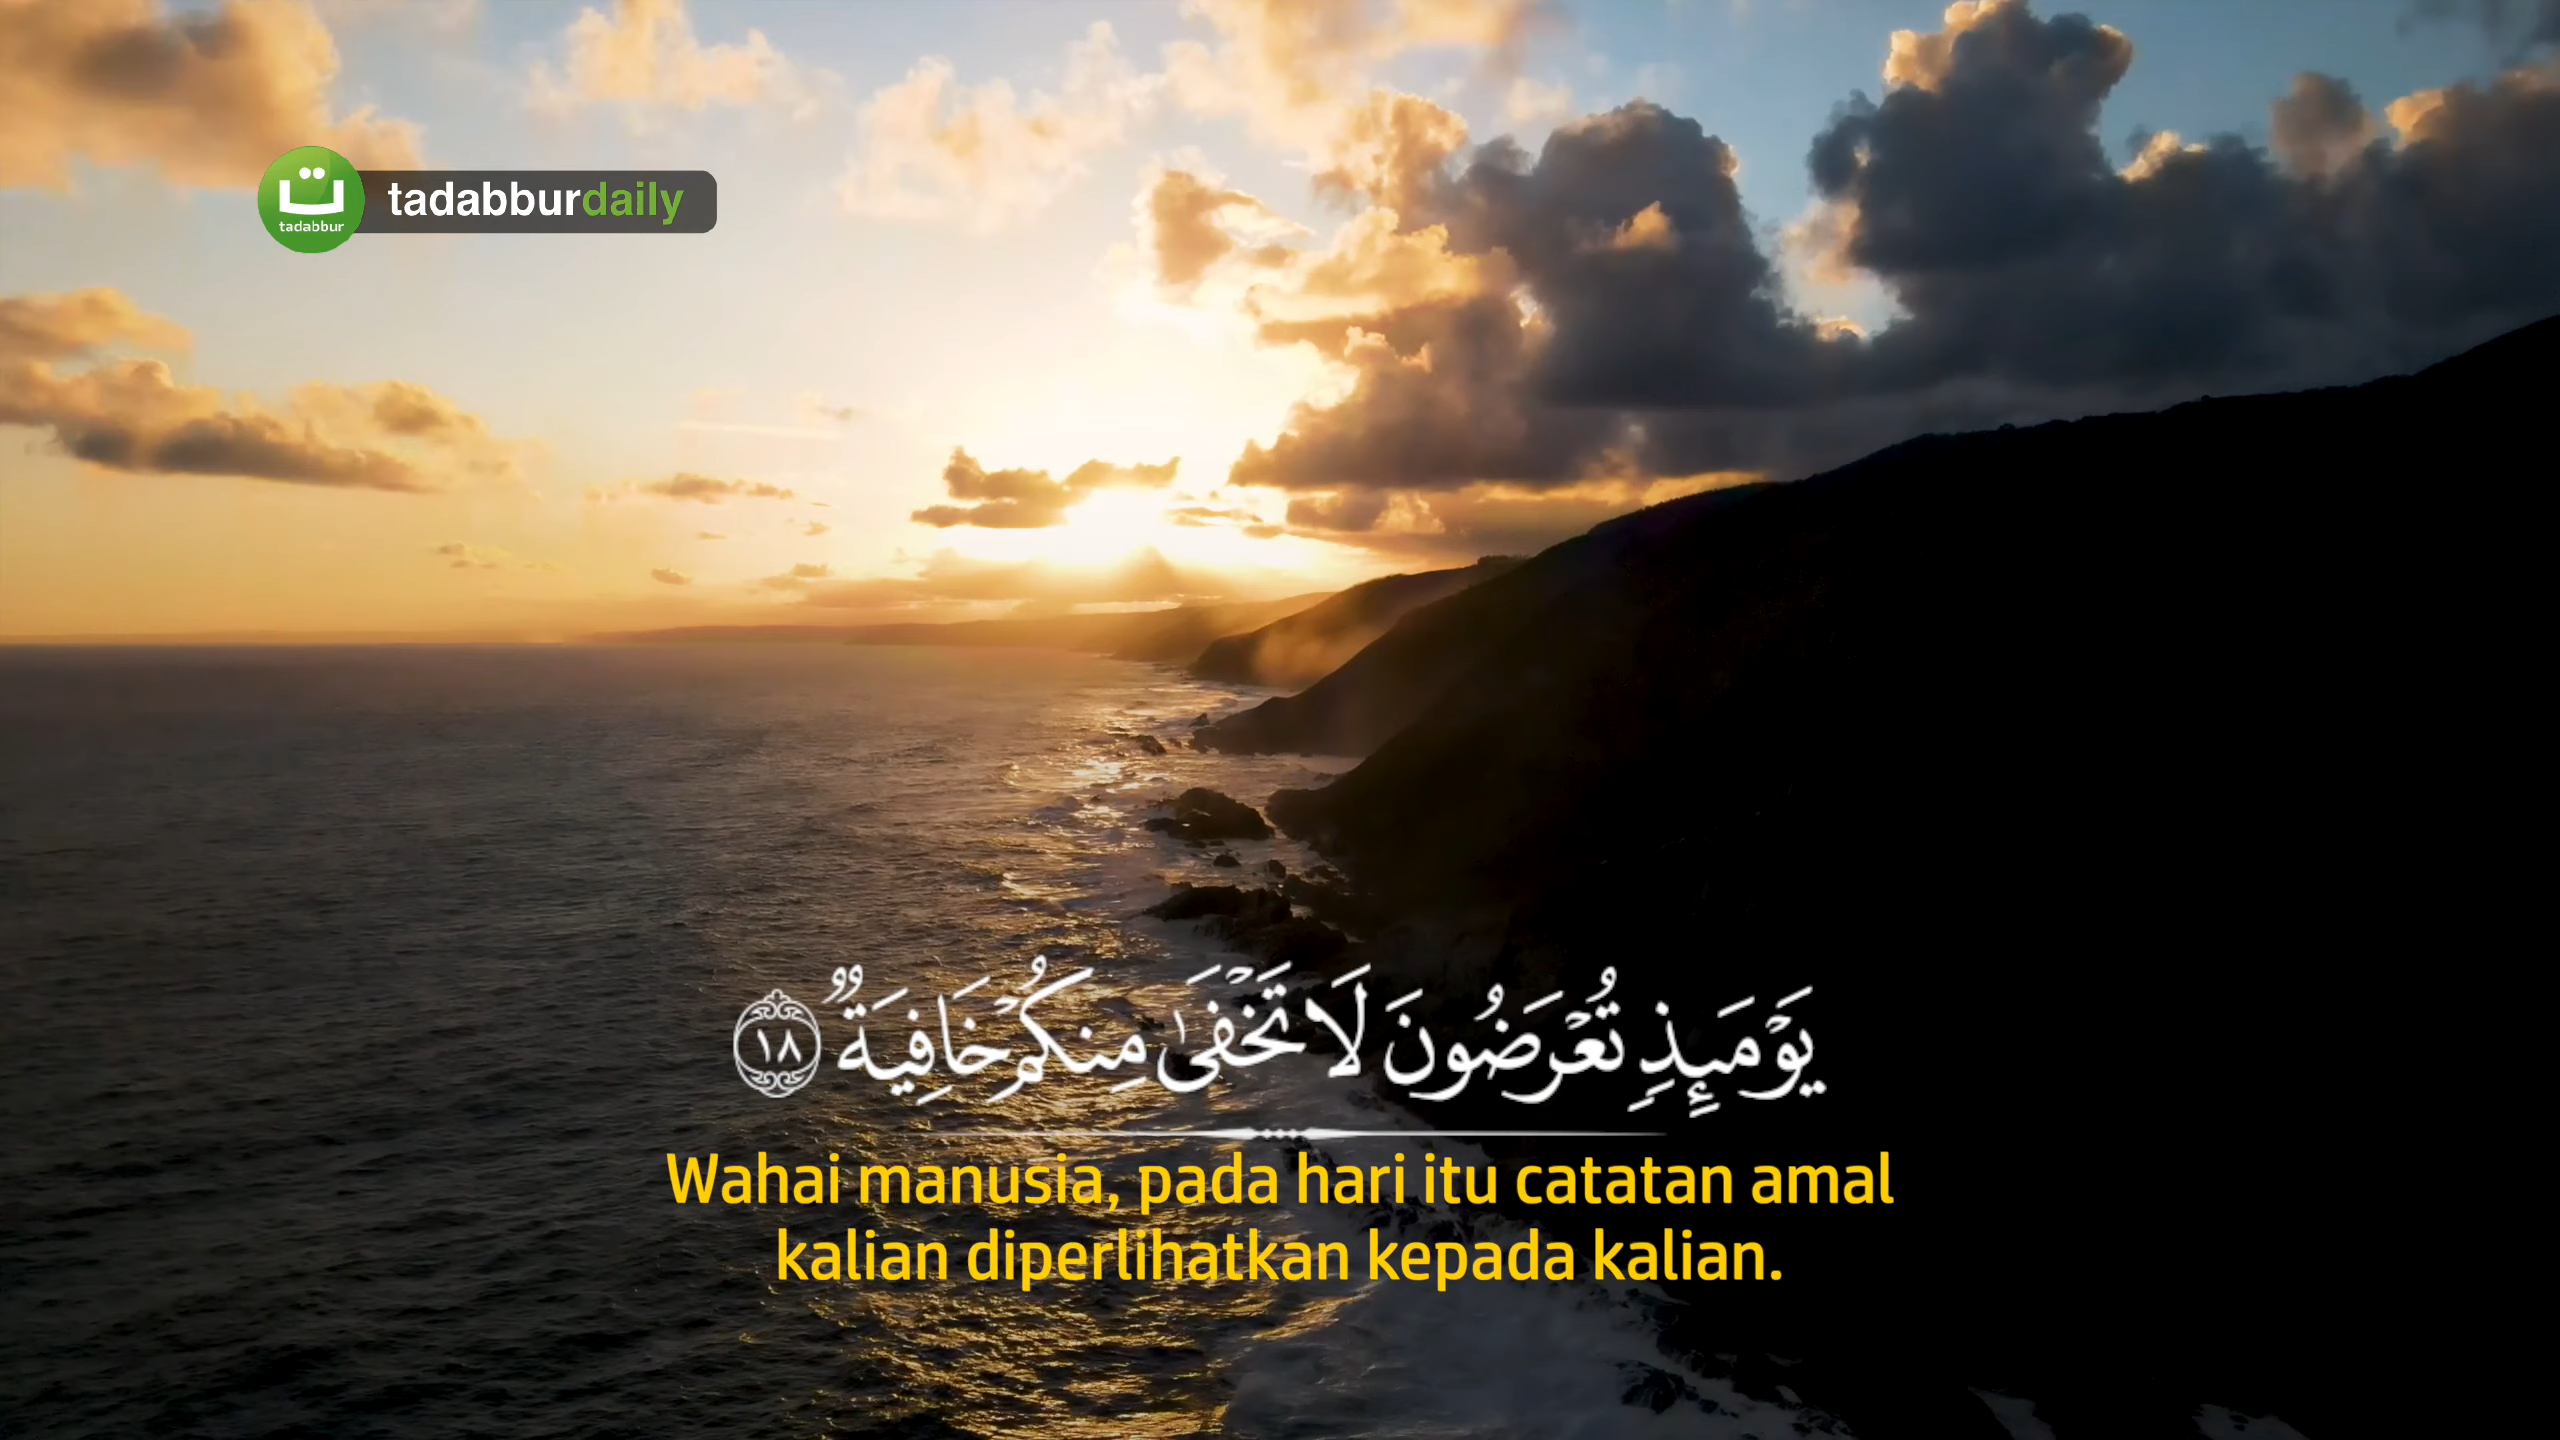 tadabbur
tadabburdaily
يَوْمَئِذٍ تُعْرَضُونَ لَا تَخْفَىٰ مِنكُمْ خَافِيَةٌ ١٨
Wahai manusia, pada hari itu catatan amal
kalian diperlihatkan kepada kalian.